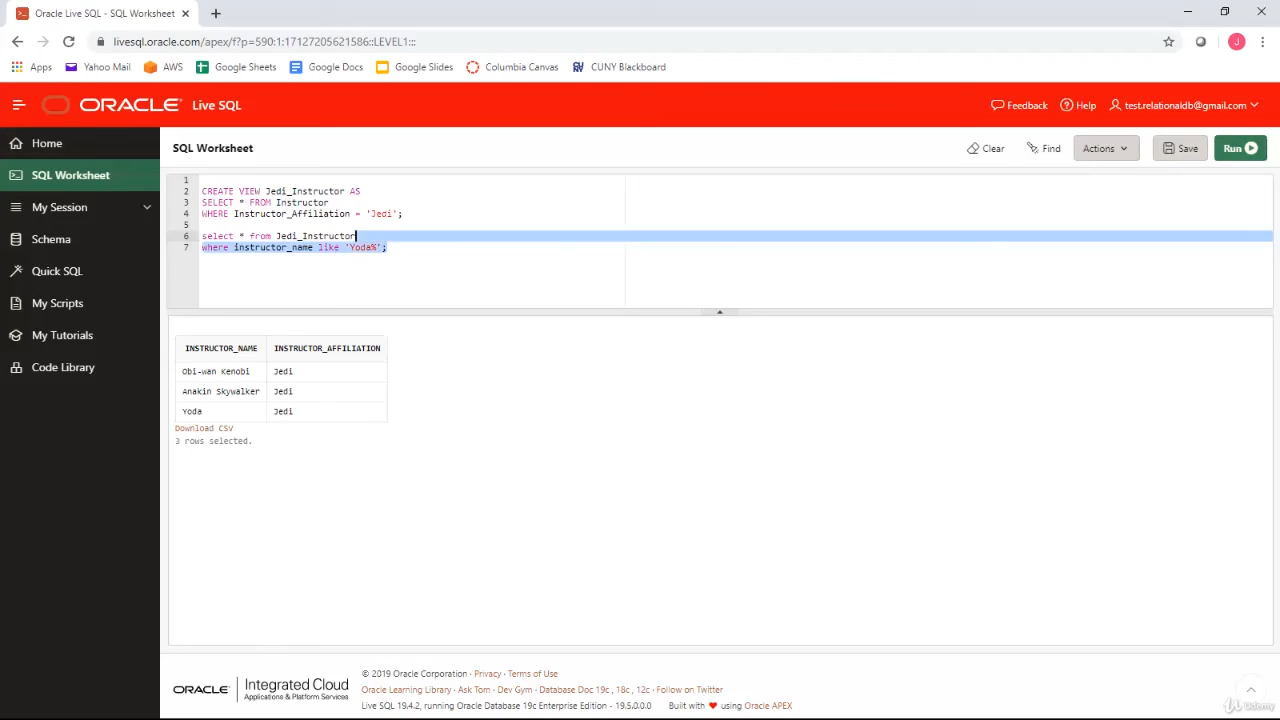 Oracle Live SQL - SQL Worksheet
livesql.oracle.com/apex/f?p=590:1:17127205621586::LEVEL1:::
J
Apps Yahoo Mail AWS Google Sheets Google Docs Google Slides Columbia Canvas CUNY Blackboard
ORACLE Live SQL Feedback Help test.relationaldb@gmail.com
Home
SQL Worksheet
My Session
Schema
Quick SQL
My Scripts
My Tutorials
Code Library
SQL Worksheet Clear Find Actions Save Run
1
2 CREATE VIEW Jedi_Instructor AS
3 SELECT * FROM Instructor
4 WHERE Instructor_Affiliation = 'Jedi';
5
6 select * from Jedi_Instructor
7 where instructor_name like 'Yoda%';
INSTRUCTOR_NAME INSTRUCTOR_AFFILIATION
Obi-wan Kenobi Jedi
Anakin Skywalker Jedi
Yoda Jedi
Download CSV
3 rows selected.
ORACLE Integrated Cloud
Applications & Platform Services
© 2019 Oracle Corporation · Privacy · Terms of Use
Oracle Learning Library · Ask Tom · Dev Gym · Database Doc 19c , 18c , 12c · Follow on Twitter
Live SQL 19.4.2, running Oracle Database 19c Enterprise Edition - 19.5.0.0.0 Built with ❤ using Oracle APEX
Udemy